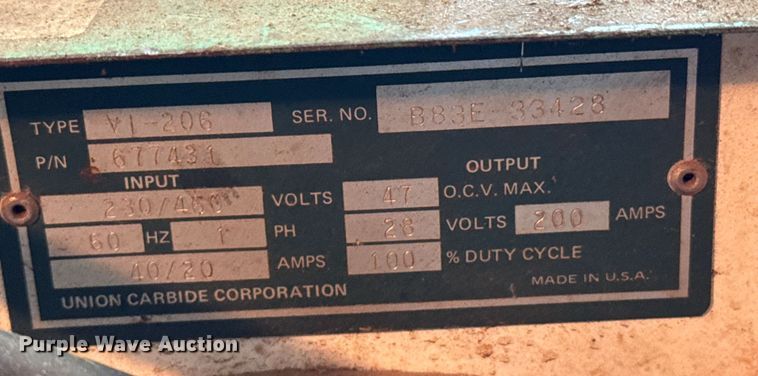 TYPE VI-206 SER. NO. B83E-33428
P/N 677431
INPUT OUTPUT
230/460 VOLTS 47 O.C.V. MAX.
60 HZ 1 PH 28 VOLTS 200 AMPS
40/20 AMPS 100 % DUTY CYCLE
UNION CARBIDE CORPORATION MADE IN U.S.A.
Purple Wave Auction